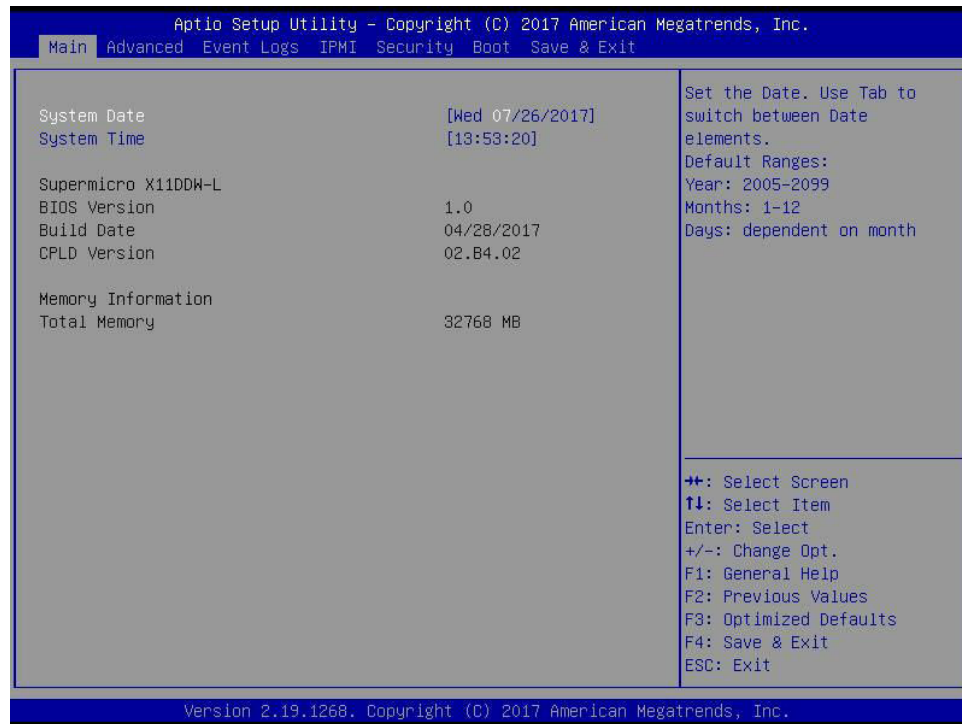 Aptio Setup Utility – Copyright (C) 2017 American Megatrends, Inc.
Main Advanced Event Logs IPMI Security Boot Save & Exit
System Date [Wed 07/26/2017]
System Time [13:53:20]
Supermicro X11DDW-L
BIOS Version 1.0
Build Date 04/28/2017
CPLD Version 02.B4.02
Memory Information
Total Memory 32768 MB
Set the Date. Use Tab to
switch between Date
elements.
Default Ranges:
Year: 2005-2099
Months: 1-12
Days: dependent on month
→←: Select Screen
↑↓: Select Item
Enter: Select
+/-: Change Opt.
F1: General Help
F2: Previous Values
F3: Optimized Defaults
F4: Save & Exit
ESC: Exit
Version 2.19.1268. Copyright (C) 2017 American Megatrends, Inc.